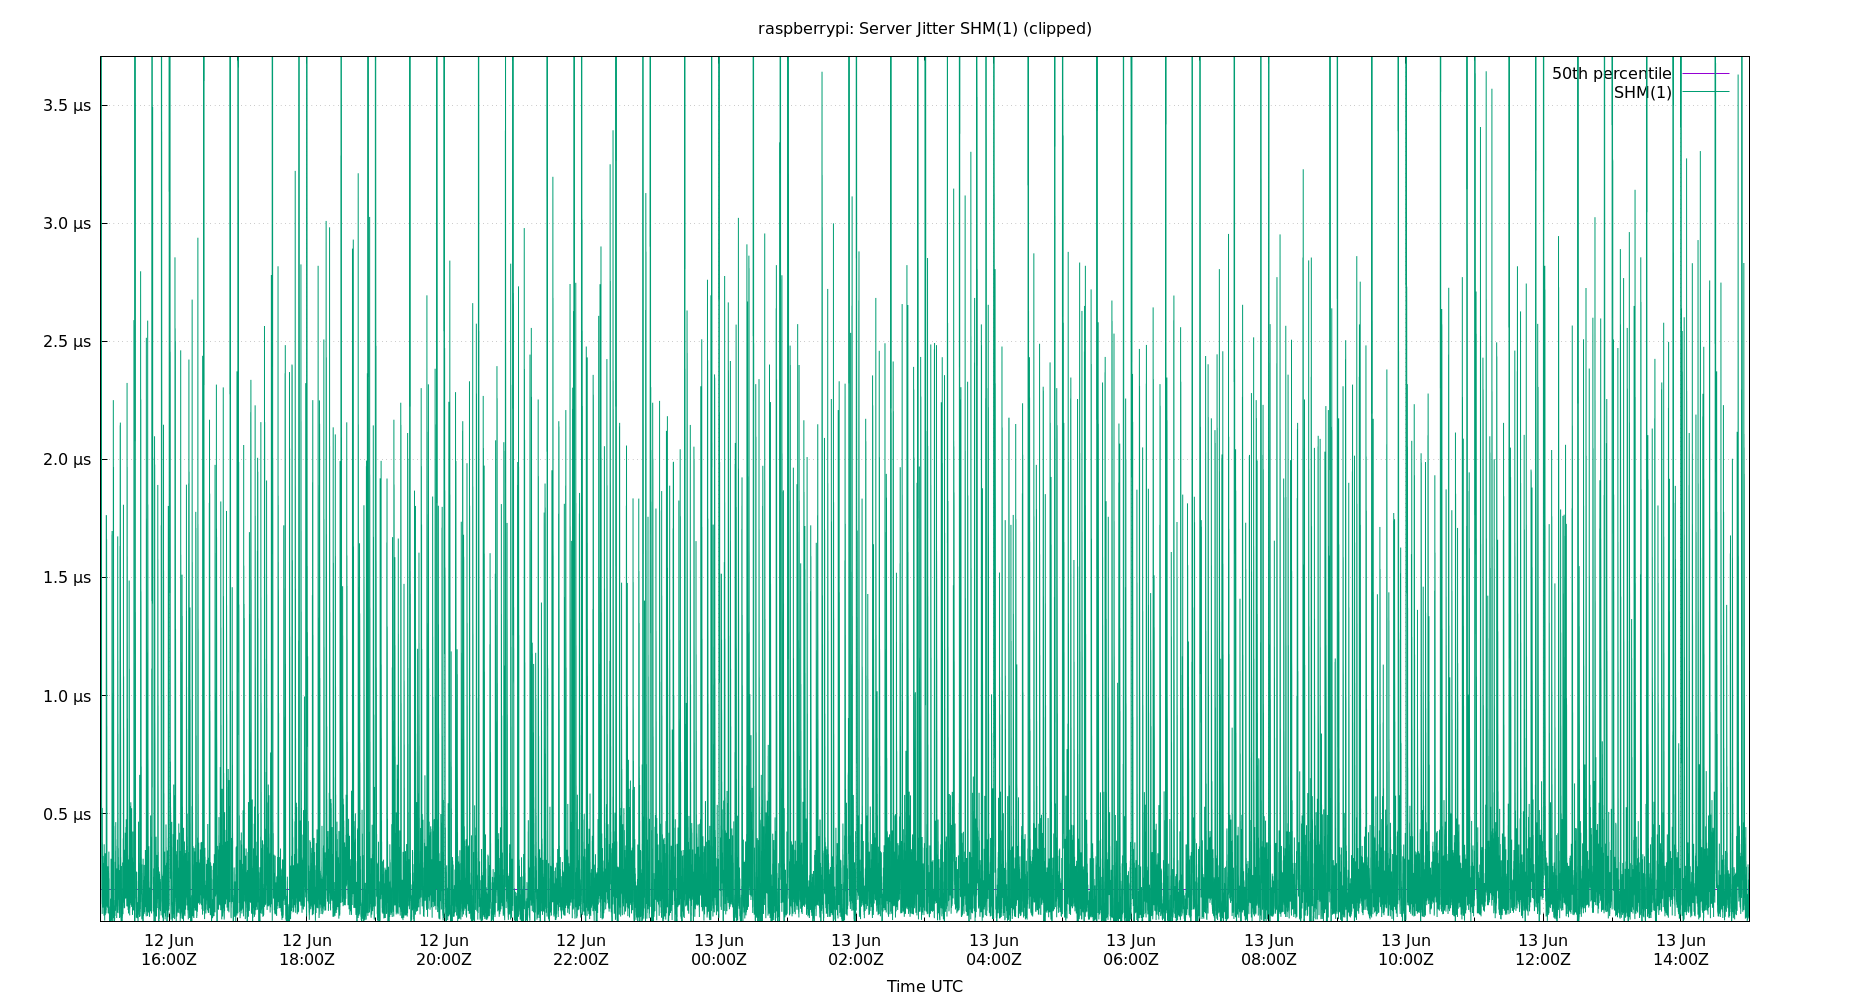 raspberrypi: Server Jitter SHM(1) (clipped)
50th percentile
SHM(1)
3.5 μs
3.0 μs
2.5 μs
2.0 μs
1.5 μs
1.0 μs
0.5 μs
12 Jun 12 Jun 12 Jun 12 Jun 13 Jun 13 Jun 13 Jun 13 Jun 13 Jun 13 Jun 13 Jun 13 Jun
16:00Z 18:00Z 20:00Z 22:00Z 00:00Z 02:00Z 04:00Z 06:00Z 08:00Z 10:00Z 12:00Z 14:00Z
Time UTC